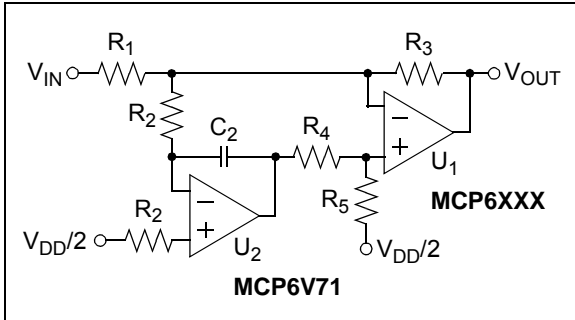 R1
R3
VIN
VOUT
R2
C2
R4
U1
R5
MCP6XXX
R2
VDD/2
U2
VDD/2
MCP6V71